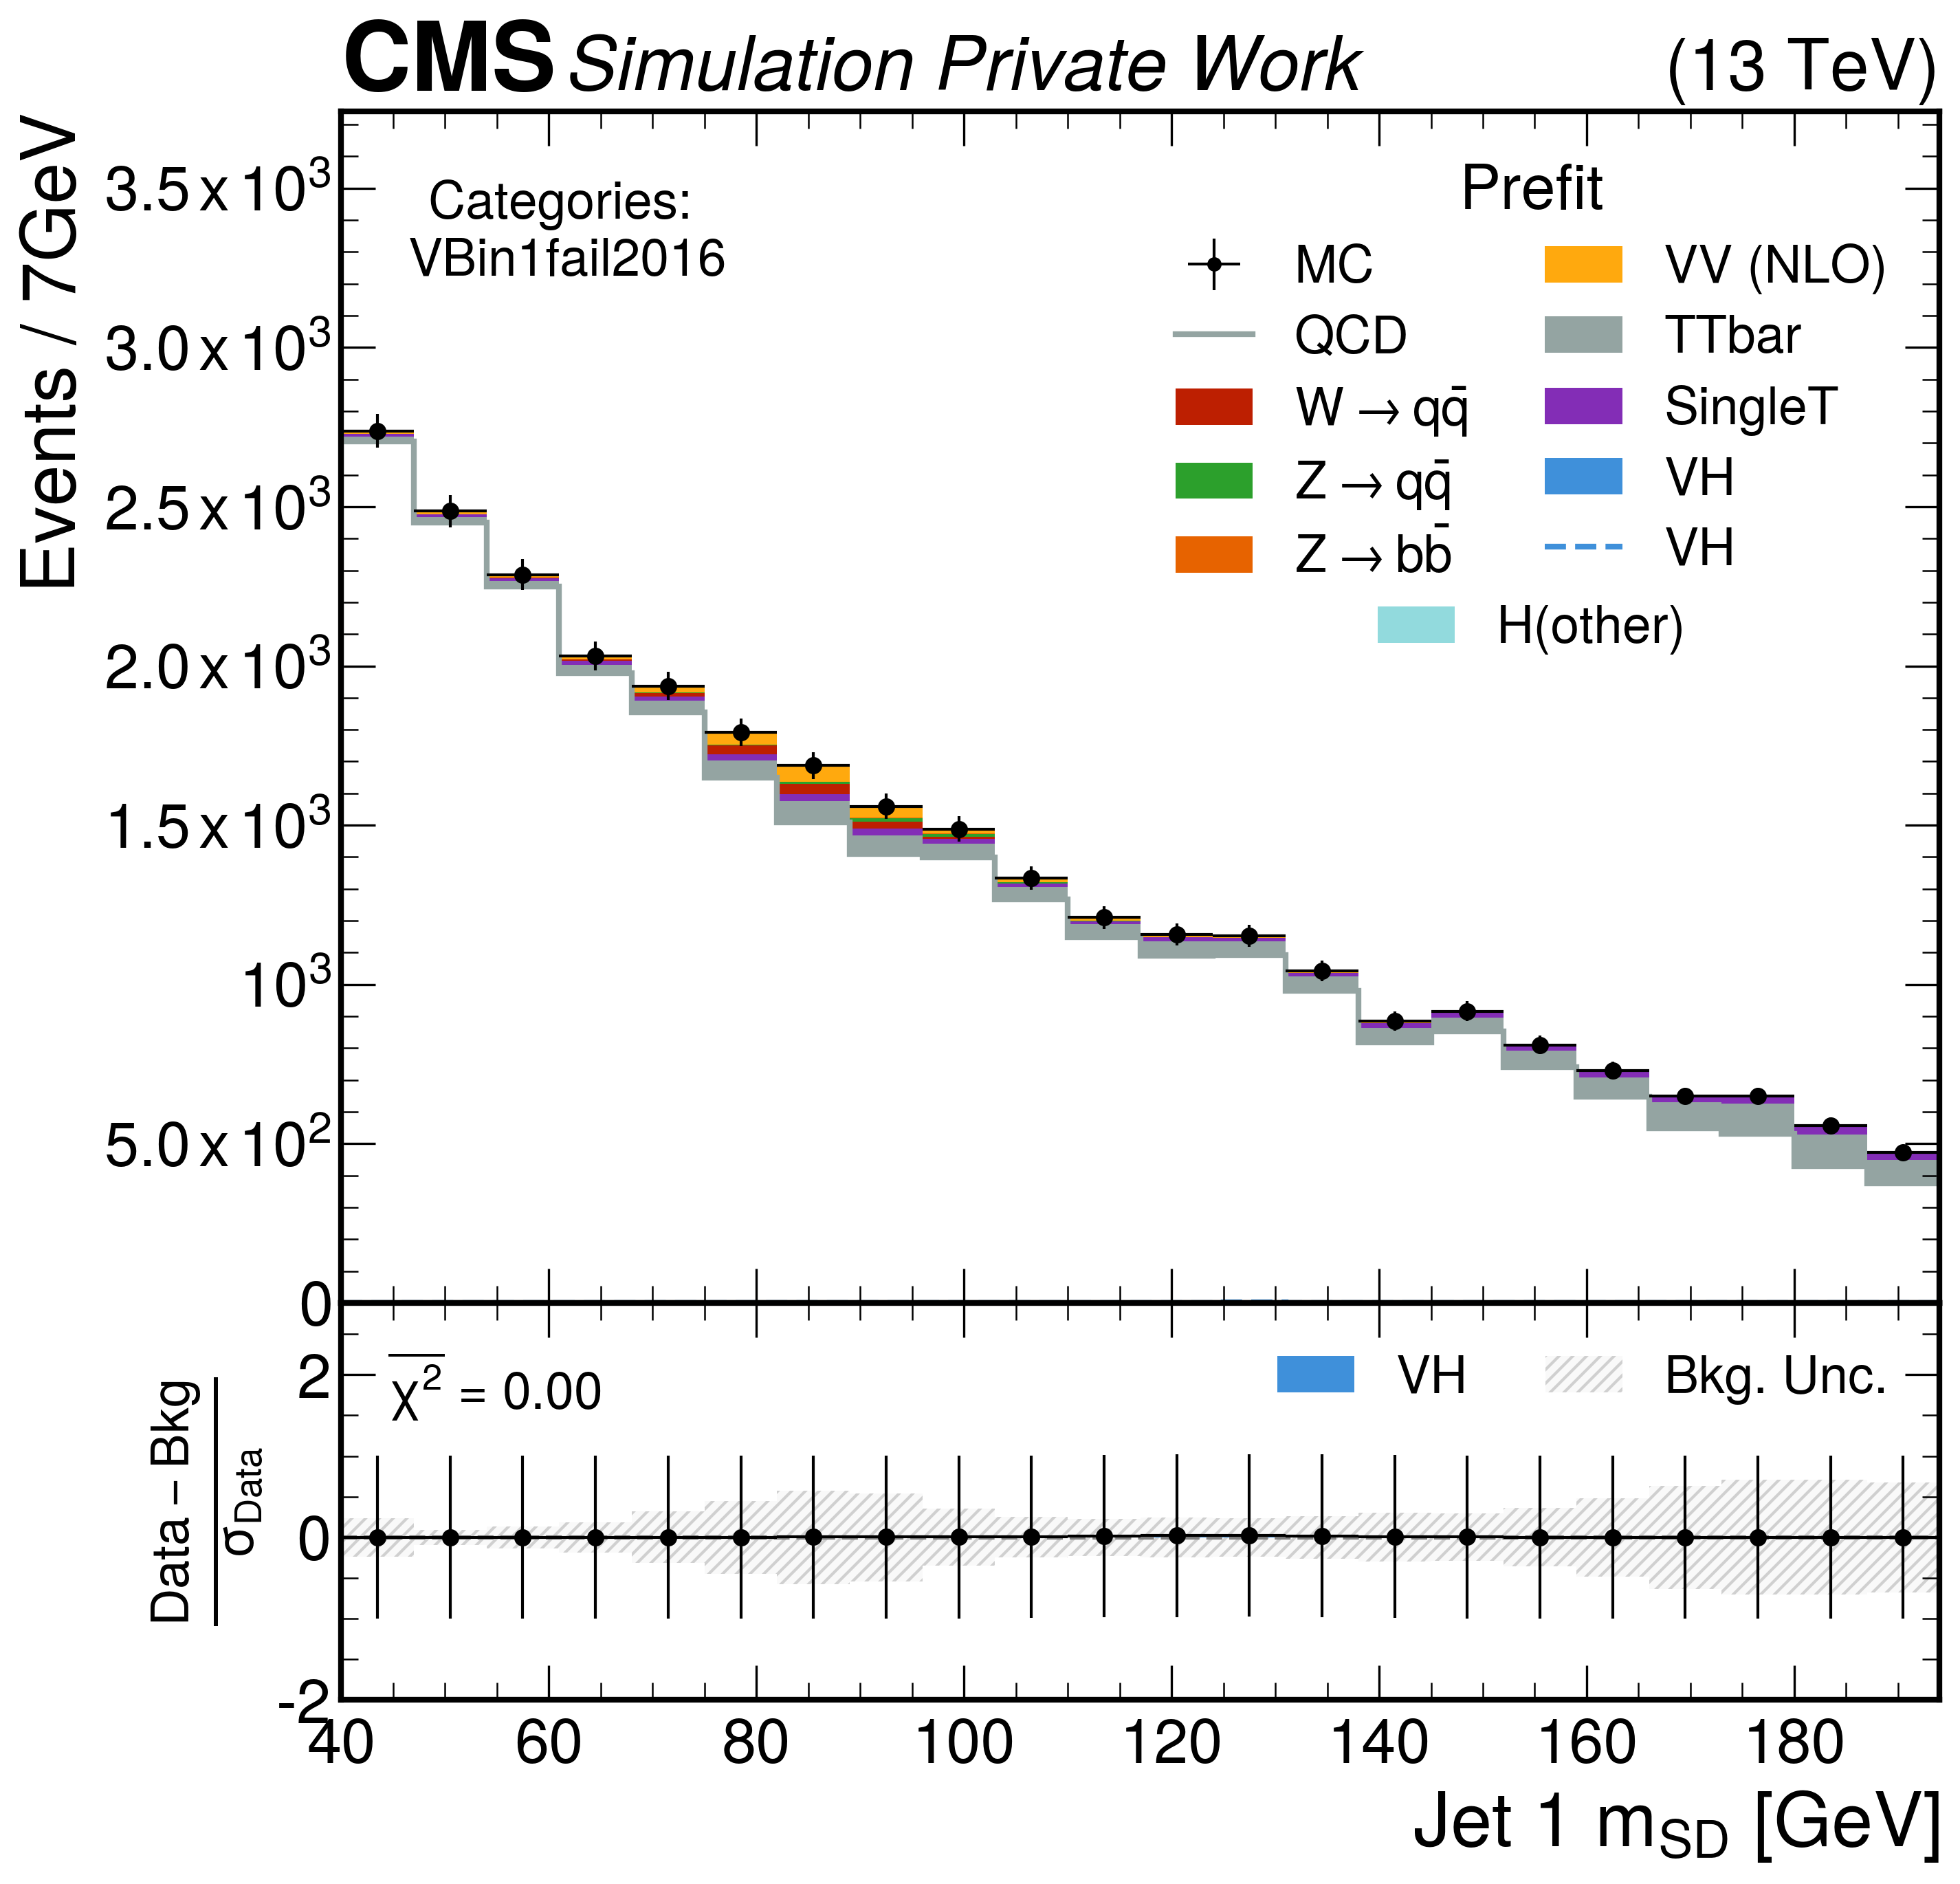 CMS Simulation Private Work (13 TeV)
Events / 7GeV
3.5 x 10³
3.0 x 10³
2.5 x 10³
2.0 x 10³
1.5 x 10³
10³
5.0 x 10²
0
Categories:
VBin1fail2016
Prefit
MC
QCD
W → qq̄
Z → qq̄
Z → bb̄
VV (NLO)
TTbar
SingleT
VH
VH
H(other)
Data − Bkg
σ_Data
2
0
-2
χ² = 0.00
VH
Bkg. Unc.
40 60 80 100 120 140 160 180
Jet 1 m_SD [GeV]